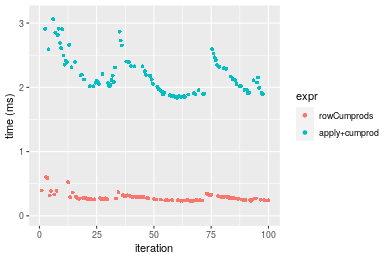 time (ms)
3
2
1
0
0
25
50
75
100
iteration
expr
rowCumprods
apply+cumprod